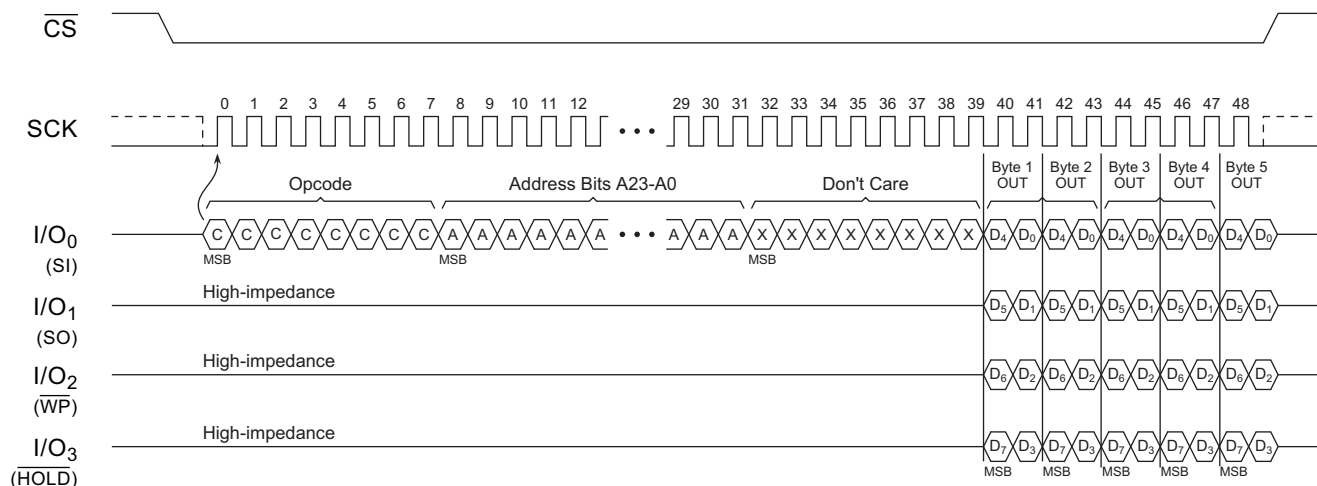 CS
0 1 2 3 4 5 6 7 8 9 10 11 12 29 30 31 32 33 34 35 36 37 38 39 40 41 42 43 44 45 46 47 48
SCK • • •
Opcode Address Bits A23-A0 Don't Care Byte 1 OUT Byte 2 OUT Byte 3 OUT Byte 4 OUT Byte 5 OUT
I/O0 C C C C C C C C A A A A A A • • • A A A X X X X X X X X D4 D0 D4 D0 D4 D0 D4 D0 D4 D0
(SI) MSB MSB MSB
High-impedance
I/O1 D5 D1 D5 D1 D5 D1 D5 D1 D5 D1
(SO)
High-impedance
I/O2 D6 D2 D6 D2 D6 D2 D6 D2 D6 D2
(WP)
High-impedance
I/O3 D7 D3 D7 D3 D7 D3 D7 D3 D7 D3
(HOLD) MSB MSB MSB MSB MSB